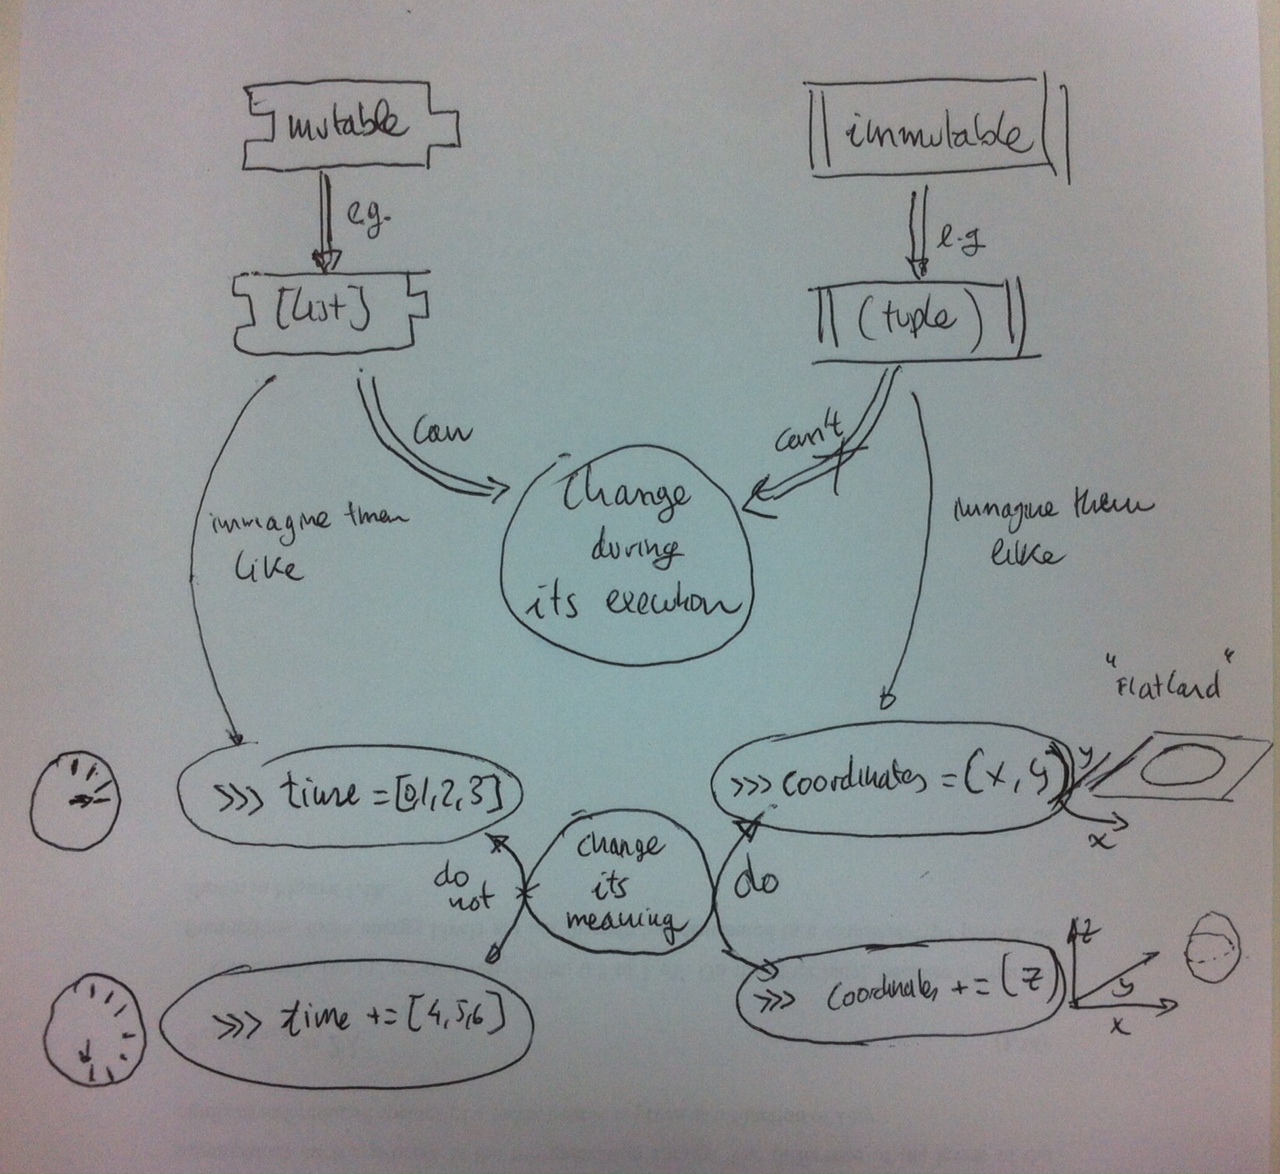 mutable
immutable
e.g.
e.g
[list]
(tuple)
can
can't
change
during
its execution
immagine them
like
immagine them
like
"Flatland"
>>> time = [0,1,2,3]
>>> coordinates = (x, y)
y
x
change
its
meaning
do
not
do
>>> time += [4,5,6]
>>> coordinates += (z)
z
y
x